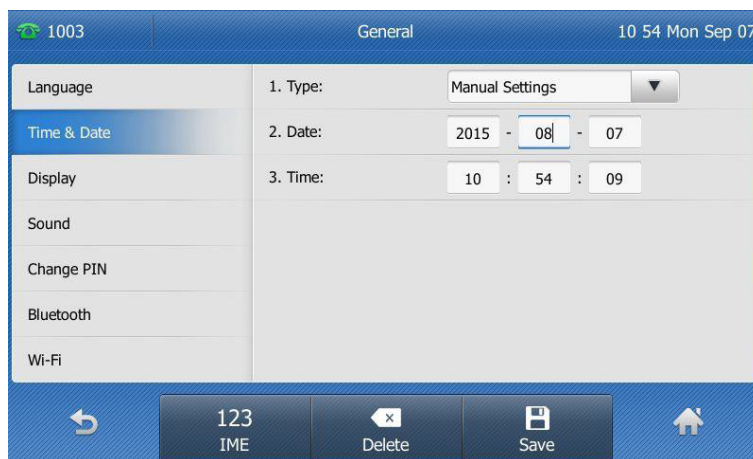 1003 General 10 54 Mon Sep 07
Language
Time & Date
Display
Sound
Change PIN
Bluetooth
Wi-Fi
1. Type: Manual Settings
2. Date: 2015 - 08 - 07
3. Time: 10 : 54 : 09
123
IME
Delete
Save